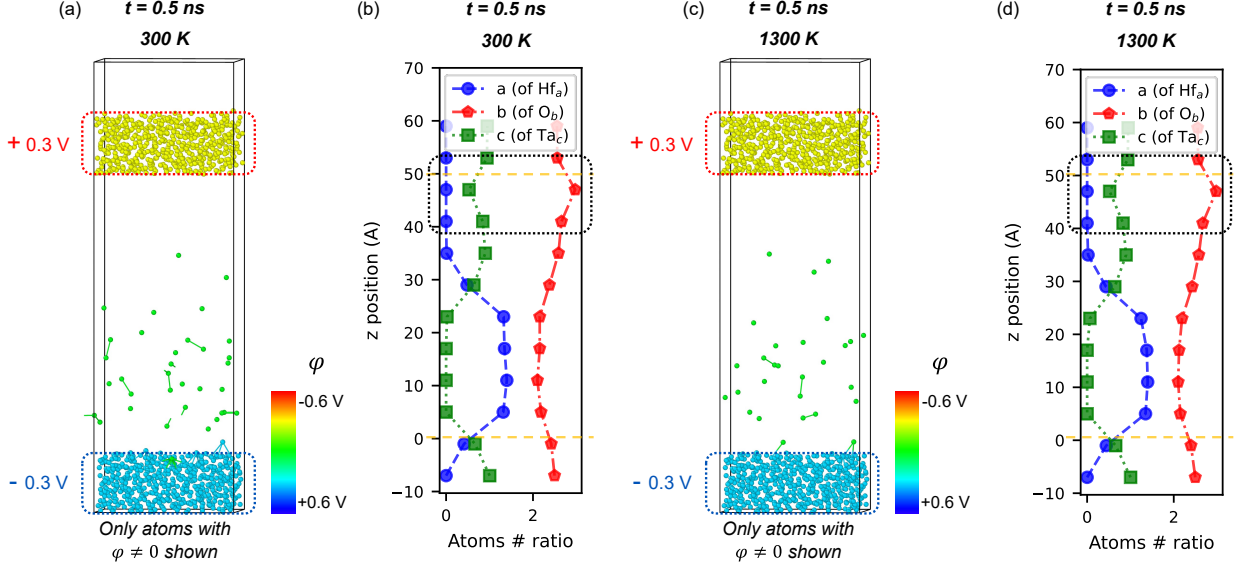 (a)
t = 0.5 ns
300 K
+ 0.3 V
- 0.3 V
Only atoms with
φ ≠ 0 shown
φ
-0.6 V
+0.6 V
(b)
t = 0.5 ns
300 K
a (of Hfₐ)
b (of O_b)
c (of Ta_c)
70
60
50
40
30
20
10
0
−10
z position (A)
0
2
Atoms # ratio
(c)
t = 0.5 ns
1300 K
+ 0.3 V
- 0.3 V
Only atoms with
φ ≠ 0 shown
φ
-0.6 V
+0.6 V
(d)
t = 0.5 ns
1300 K
a (of Hfₐ)
b (of O_b)
c (of Ta_c)
70
60
50
40
30
20
10
0
−10
z position (A)
0
2
Atoms # ratio